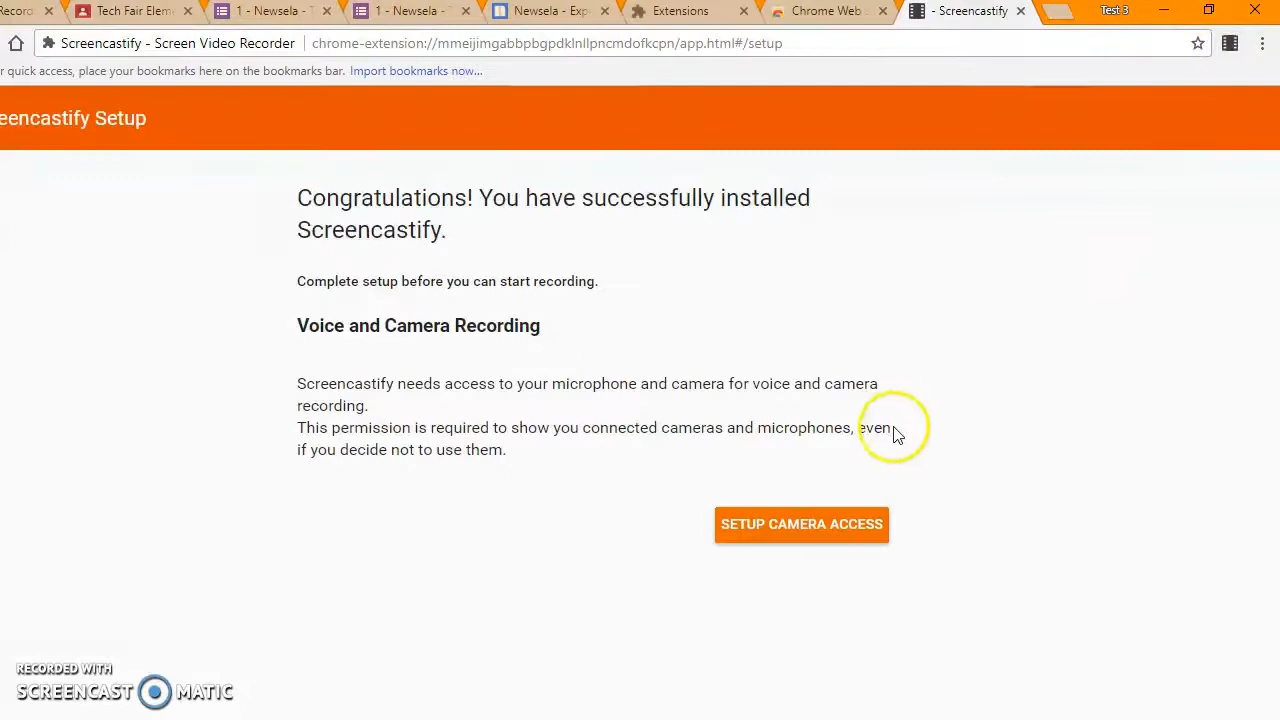 Recor
Tech Fair Elem
1 - Newsela - T
1 - Newsela - T
Newsela - Exp
Extensions
Chrome Web
- Screencastify
Test 3
Screencastify - Screen Video Recorder
chrome-extension://mmeijimgabbpbgpdklnllpncmdofkcpn/app.html#/setup
r quick access, place your bookmarks here on the bookmarks bar. Import bookmarks now...
eencastify Setup
Congratulations! You have successfully installed
Screencastify.
Complete setup before you can start recording.
Voice and Camera Recording
Screencastify needs access to your microphone and camera for voice and camera
recording.
This permission is required to show you connected cameras and microphones, even
if you decide not to use them.
SETUP CAMERA ACCESS
RECORDED WITH
SCREENCAST MATIC